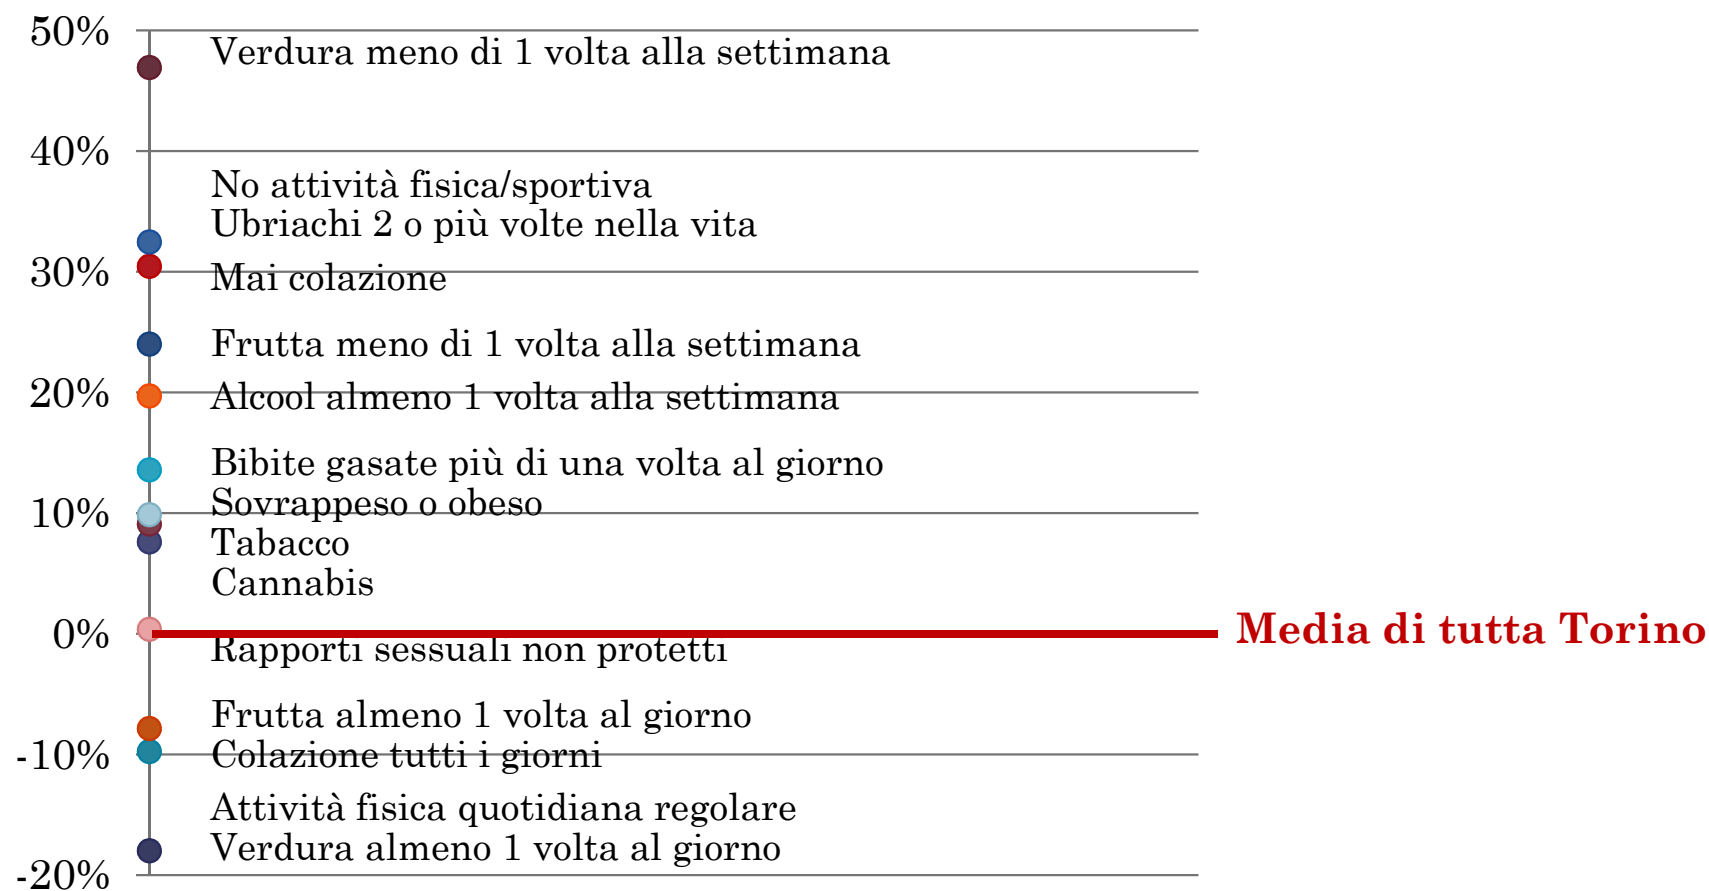 50%
Verdura meno di 1 volta alla settimana
40%
No attività fisica/sportiva
Ubriachi 2 o più volte nella vita
30%
Mai colazione
Frutta meno di 1 volta alla settimana
20%
Alcool almeno 1 volta alla settimana
Bibite gasate più di una volta al giorno
10%
Sovrappeso o obeso
Tabacco
Cannabis
0%
Media di tutta Torino
Rapporti sessuali non protetti
Frutta almeno 1 volta al giorno
-10%
Colazione tutti i giorni
Attività fisica quotidiana regolare
Verdura almeno 1 volta al giorno
-20%